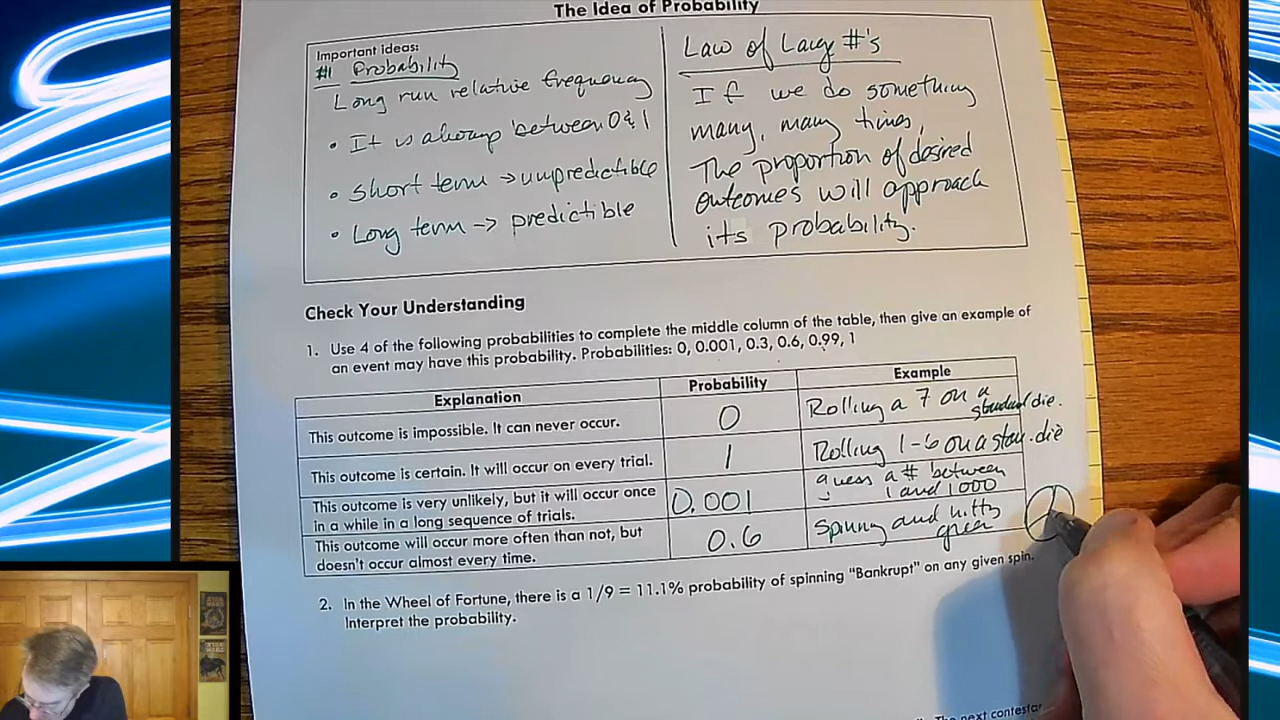 The Idea of Probability
Important ideas:
#1 Probability
Long run relative frequency
• It is always between 0 & 1
• short term → unpredictible
• Long term → predictible
Law of Large #'s
If we do something
many, many times,
The proportion of desired
outcomes will approach
its probability.
Check Your Understanding
1. Use 4 of the following probabilities to complete the middle column of the table, then give an example of
an event may have this probability. Probabilities: 0, 0.001, 0.3, 0.6, 0.99, 1
Explanation Probability Example
This outcome is impossible. It can never occur. 0 Rolling a 7 on a
standard die.
This outcome is certain. It will occur on every trial. 1 Rolling 1-6 on a stan. die
This outcome is very unlikely, but it will occur once
in a while in a long sequence of trials. 0.001 guess a # between
1 and 1000
This outcome will occur more often than not, but
doesn't occur almost every time. 0.6 Spinning and hitting
green
2. In the Wheel of Fortune, there is a 1/9 = 11.1% probability of spinning "Bankrupt" on any given spin.
Interpret the probability.
The next contestant
STAR
WARS
STAR
WARS